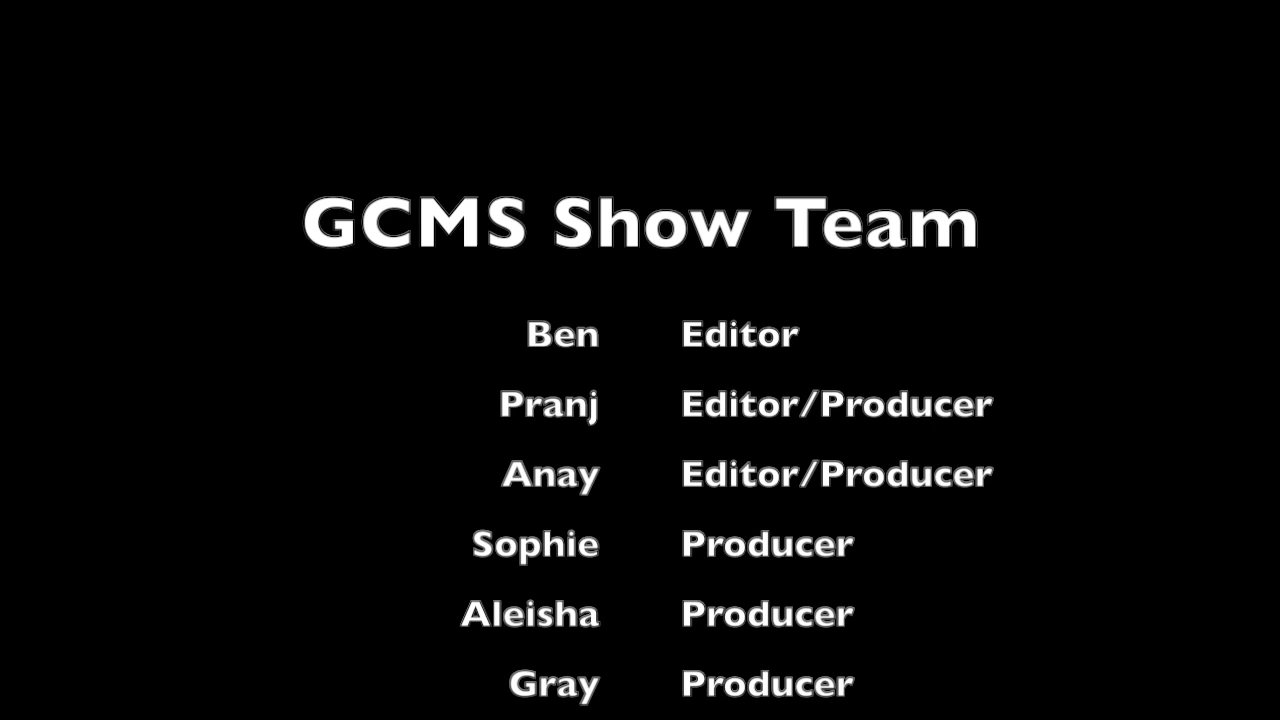 GCMS Show Team
Ben Editor
Pranj Editor/Producer
Anay Editor/Producer
Sophie Producer
Aleisha Producer
Gray Producer